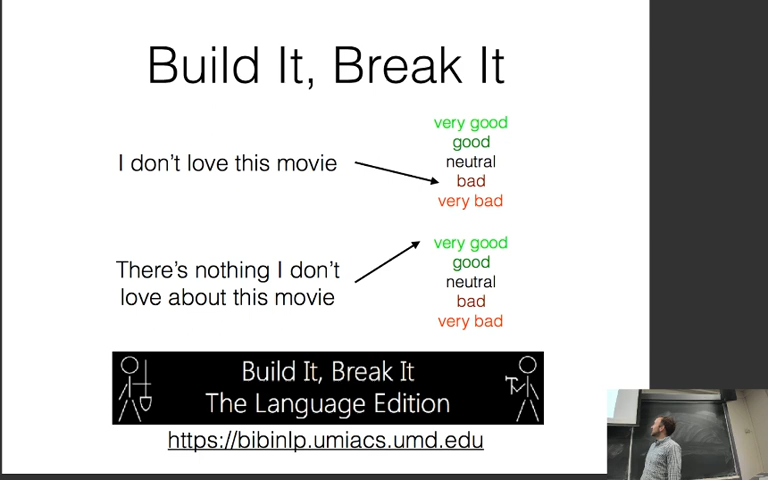 Build It, Break It
I don't love this movie
very good
good
neutral
bad
very bad
There's nothing I don't
love about this movie
very good
good
neutral
bad
very bad
Build It, Break It
The Language Edition
https://bibinlp.umiacs.umd.edu